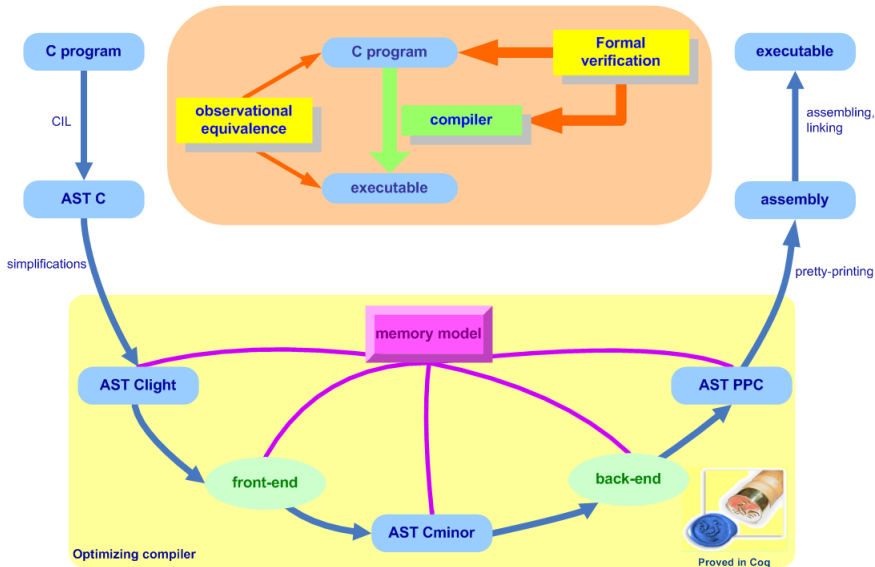 C program
C program
Formal
verification
executable
CIL
observational
equivalence
compiler
assembling,
linking
AST C
executable
assembly
simplifications
pretty-printing
memory model
AST Clight
AST PPC
front-end
back-end
AST Cminor
Optimizing compiler
Proved in Coq